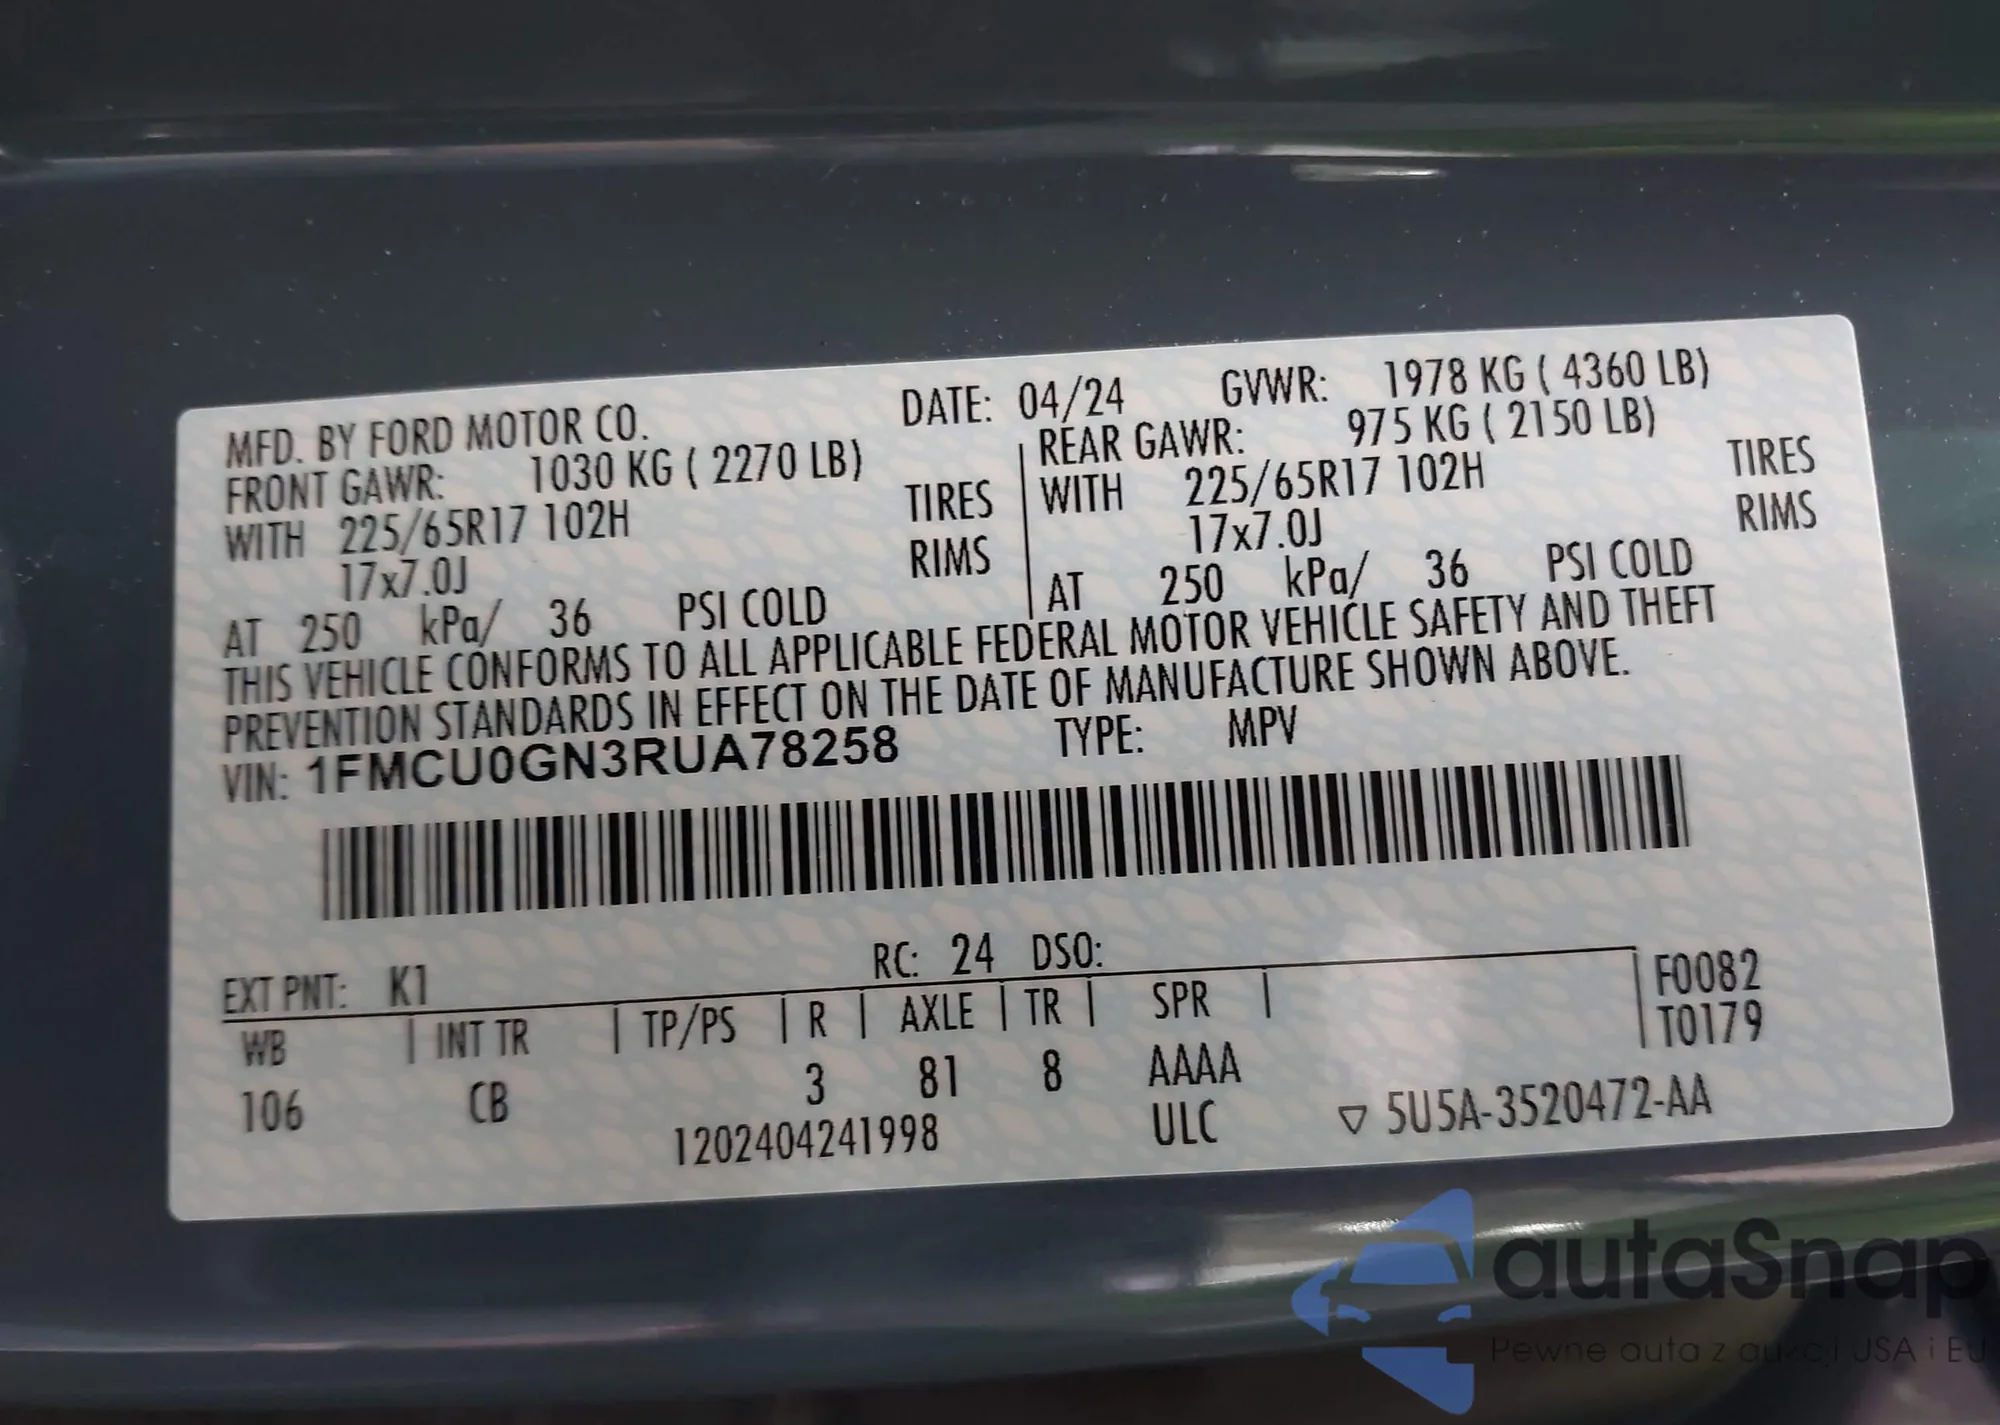 MFD. BY FORD MOTOR CO. DATE: 04/24 GVWR: 1978 KG ( 4360 LB)
FRONT GAWR: 1030 KG ( 2270 LB) REAR GAWR: 975 KG ( 2150 LB)
WITH 225/65R17 102H TIRES WITH 225/65R17 102H TIRES
17x7.0J RIMS 17x7.0J RIMS
AT 250 kPa/ 36 PSI COLD AT 250 kPa/ 36 PSI COLD
THIS VEHICLE CONFORMS TO ALL APPLICABLE FEDERAL MOTOR VEHICLE SAFETY AND THEFT
PREVENTION STANDARDS IN EFFECT ON THE DATE OF MANUFACTURE SHOWN ABOVE.
VIN: 1FMCU0GN3RUA78258 TYPE: MPV
EXT PNT: K1 RC: 24 DSO:
WB INT TR TP/PS R AXLE TR SPR F0082
T0179
106 CB 3 81 8 AAAA
1202404241998 ULC ▽ 5U5A-3520472-AA
autaSnap
Pewne auta z aukcji USA i EU